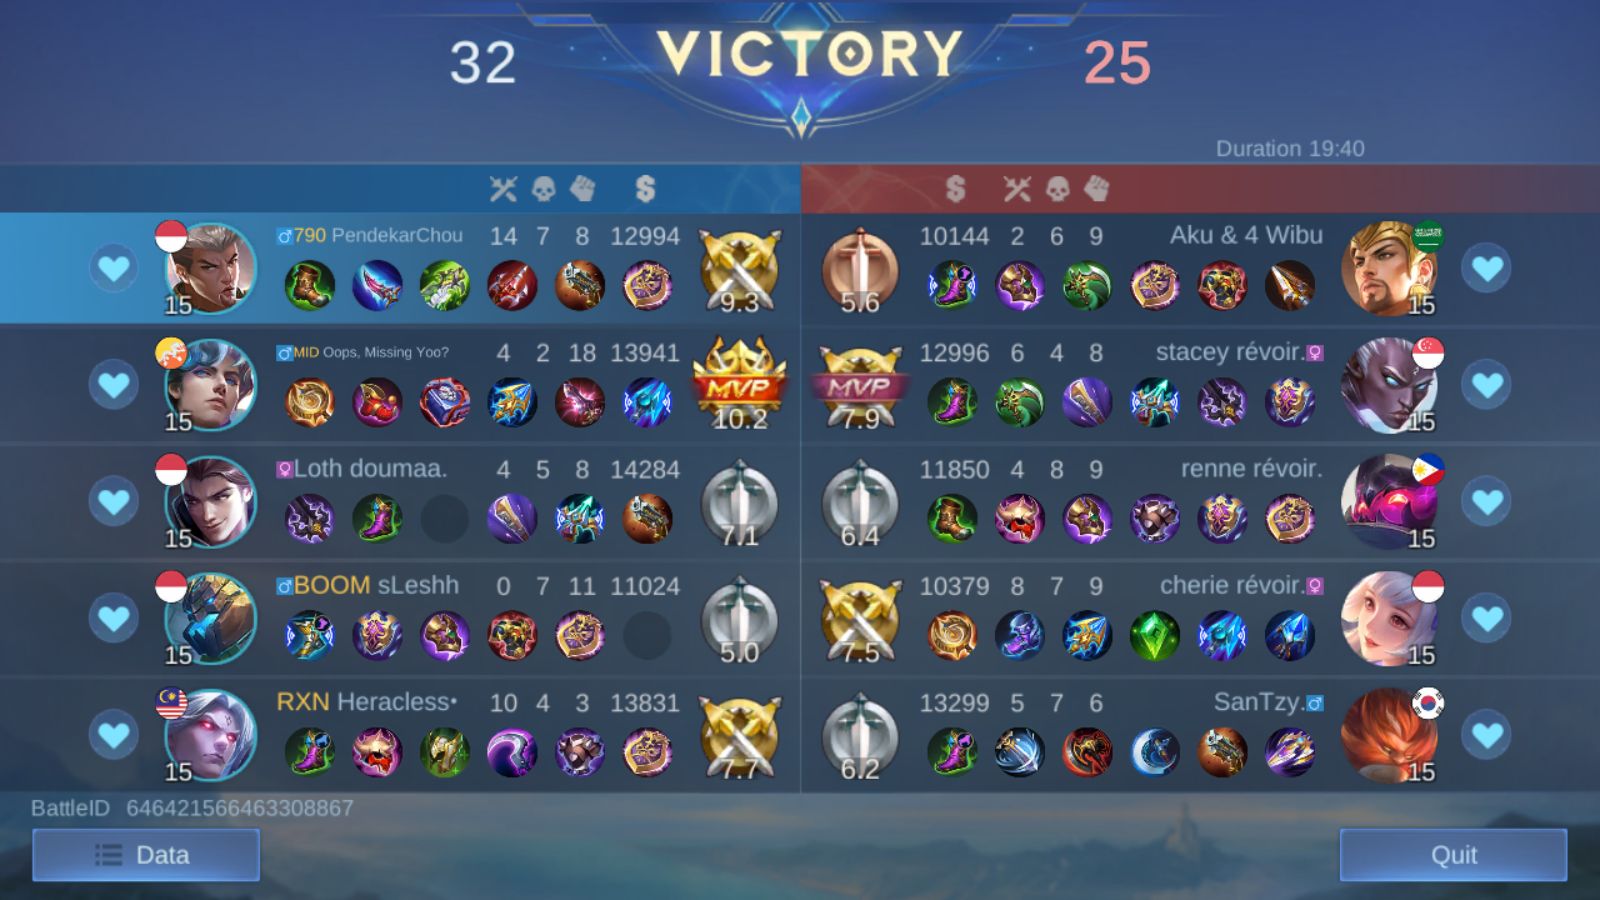 32 VICTORY 25
Duration 19:40
790 PendekarChou 14 7 8 12994
15 9.3
10144 2 6 9 Aku & 4 Wibu
5.6 15
MID Oops, Missing Yoo? 4 2 18 13941
15 MVP 10.2
12996 6 4 8 stacey révoir.
MVP 7.9 15
Loth doumaa. 4 5 8 14284
15 7.1
11850 4 8 9 renne révoir.
6.4 15
BOOM sLeshh 0 7 11 11024
15 5.0
10379 8 7 9 cherie révoir.
7.5 15
RXN Heracless• 10 4 3 13831
15 7.7
13299 5 7 6 SanTzy.
6.2 15
BattleID 646421566463308867
Data
Quit